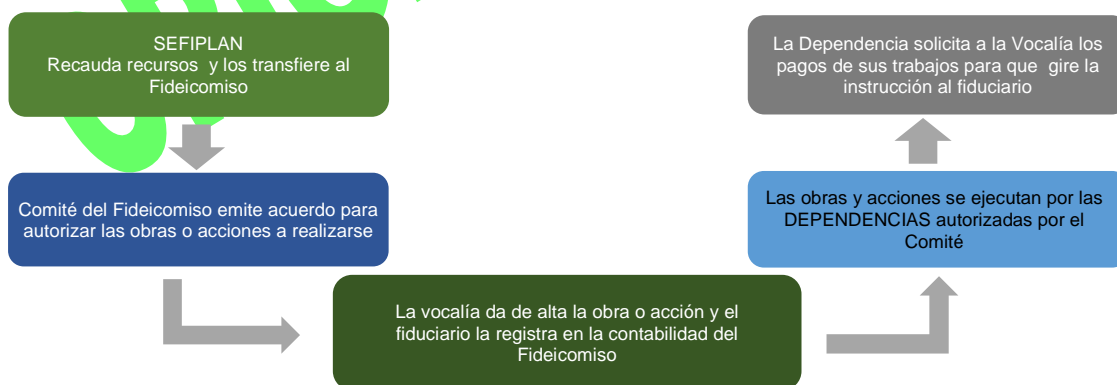 SEFIPLAN
Recauda recursos y los transfiere al
Fideicomiso
Comité del Fideicomiso emite acuerdo para
autorizar las obras o acciones a realizarse
La vocalía da de alta la obra o acción y el
fiduciario la registra en la contabilidad del
Fideicomiso
Las obras y acciones se ejecutan por las
DEPENDENCIAS autorizadas por el
Comité
La Dependencia solicita a la Vocalía los
pagos de sus trabajos para que gire la
instrucción al fiduciario